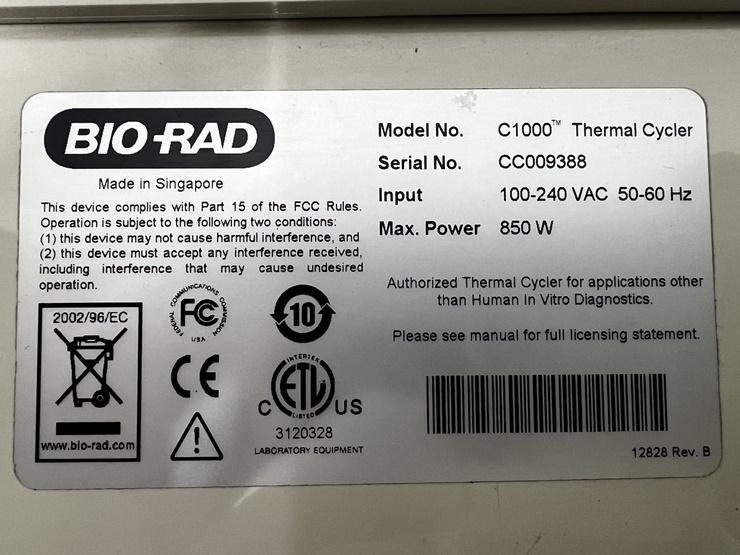 BIO-RAD
Made in Singapore
This device complies with Part 15 of the FCC Rules.
Operation is subject to the following two conditions:
(1) this device may not cause harmful interference, and
(2) this device must accept any interference received,
including interference that may cause undesired
operation.
2002/96/EC
www.bio-rad.com
FEDERAL COMMUNICATIONS COMMISSION
FC
USA
10
CE
INTERTEK
ETL
LISTED
C US
3120328
LABORATORY EQUIPMENT
Model No. C1000™ Thermal Cycler
Serial No. CC009388
Input 100-240 VAC 50-60 Hz
Max. Power 850 W
Authorized Thermal Cycler for applications other
than Human In Vitro Diagnostics.
Please see manual for full licensing statement.
12828 Rev. B